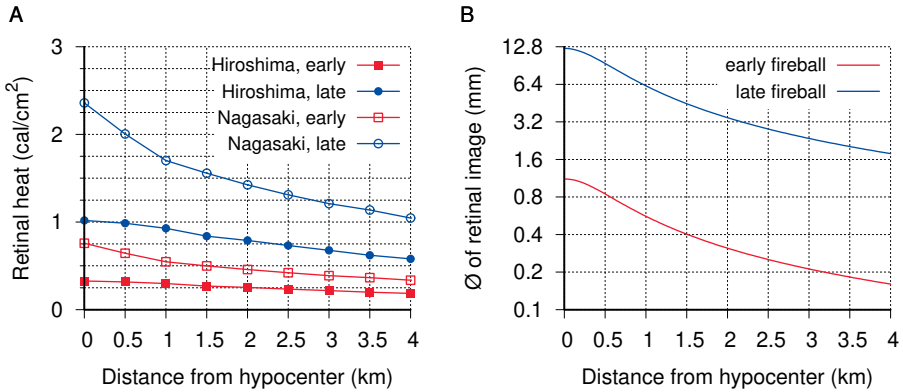 A
Retinal heat (cal/cm²)
3
2
1
0
Hiroshima, early
Hiroshima, late
Nagasaki, early
Nagasaki, late
0 0.5 1 1.5 2 2.5 3 3.5 4
Distance from hypocenter (km)
B
Ø of retinal image (mm)
12.8
6.4
3.2
1.6
0.8
0.4
0.2
0.1
early fireball
late fireball
0 0.5 1 1.5 2 2.5 3 3.5 4
Distance from hypocenter (km)